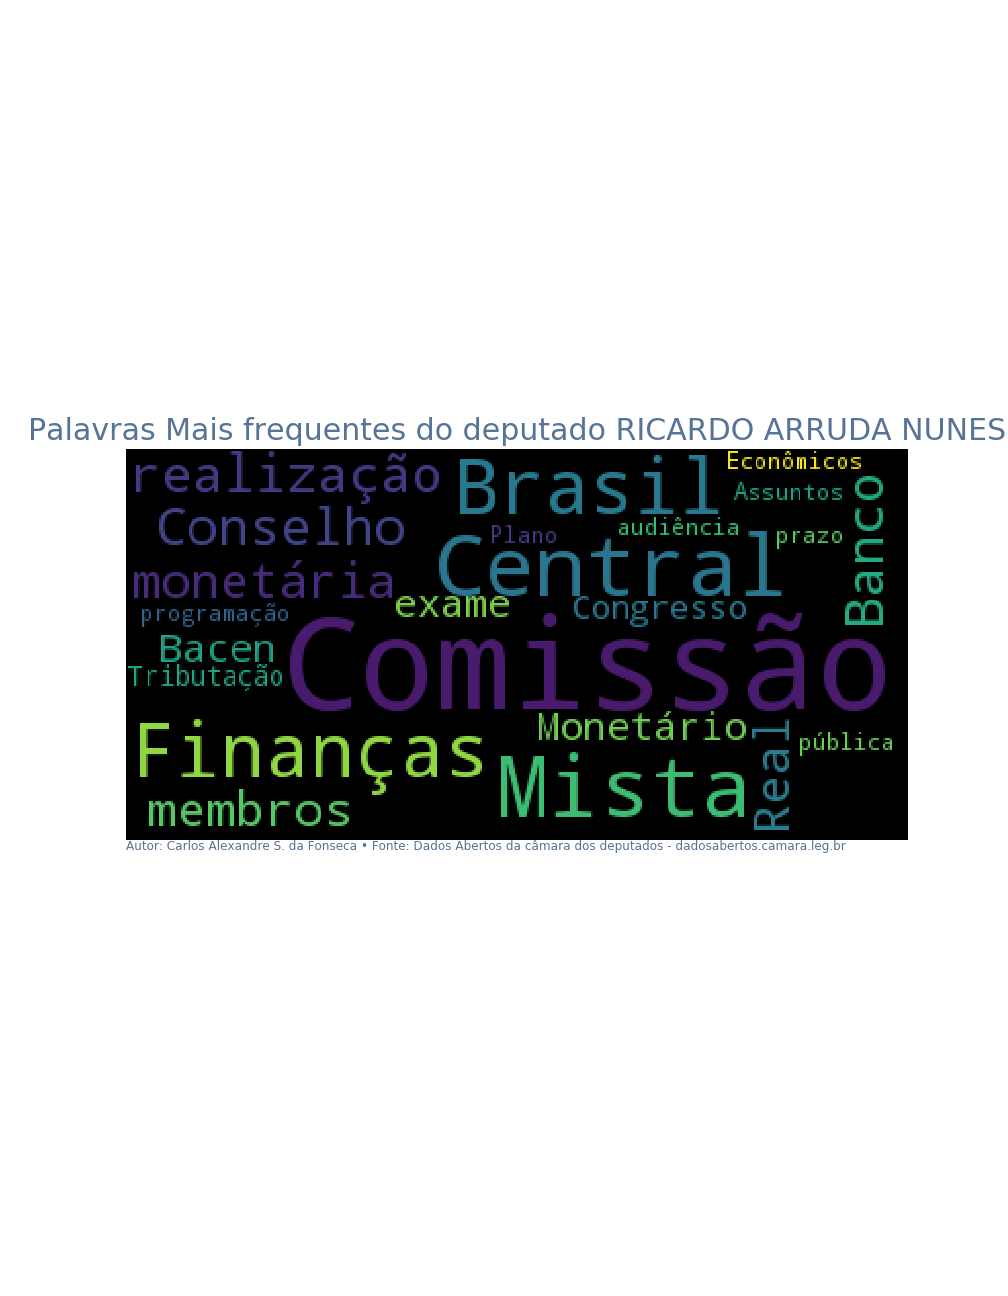 Palavras Mais frequentes do deputado RICARDO ARRUDA NUNES
realização
Brasil
Econômicos
Assuntos
Conselho
Plano
audiência
prazo
Banco
Central
monetária
exame
Congresso
programação
Comissão
Bacen
Tributação
Finanças
Monetário
Real
pública
Mista
membros
Autor: Carlos Alexandre S. da Fonseca • Fonte: Dados Abertos da câmara dos deputados - dadosabertos.camara.leg.br